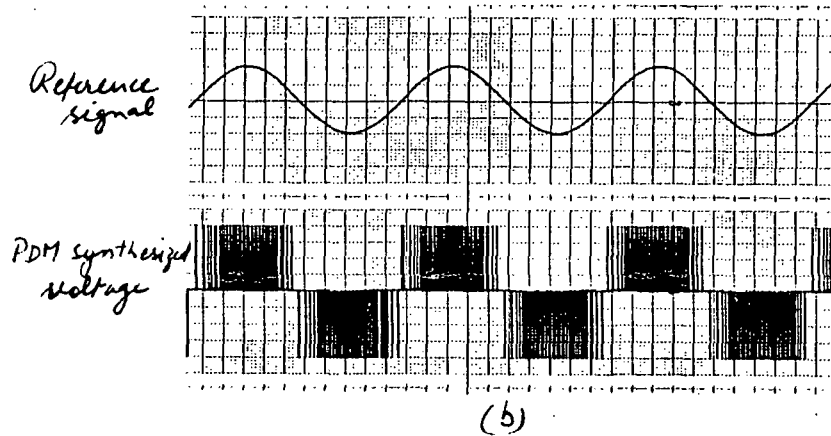 Reference
signal
PDM synthesized
voltage
(b)